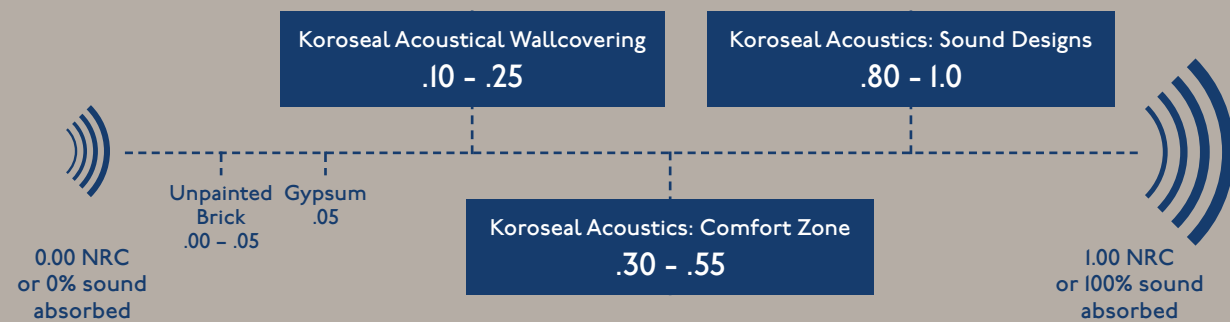 Koroseal Acoustical Wallcovering
.10 – .25
Koroseal Acoustics: Sound Designs
.80 – 1.0
Unpainted
Brick
.00 – .05
Gypsum
.05
Koroseal Acoustics: Comfort Zone
.30 – .55
0.00 NRC
or 0% sound
absorbed
1.00 NRC
or 100% sound
absorbed